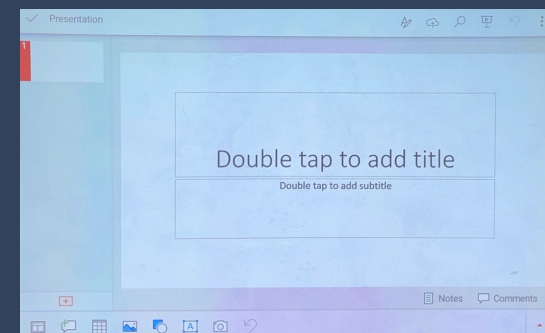 Presentation
1
Double tap to add title
Double tap to add subtitle
Notes
Comments
A